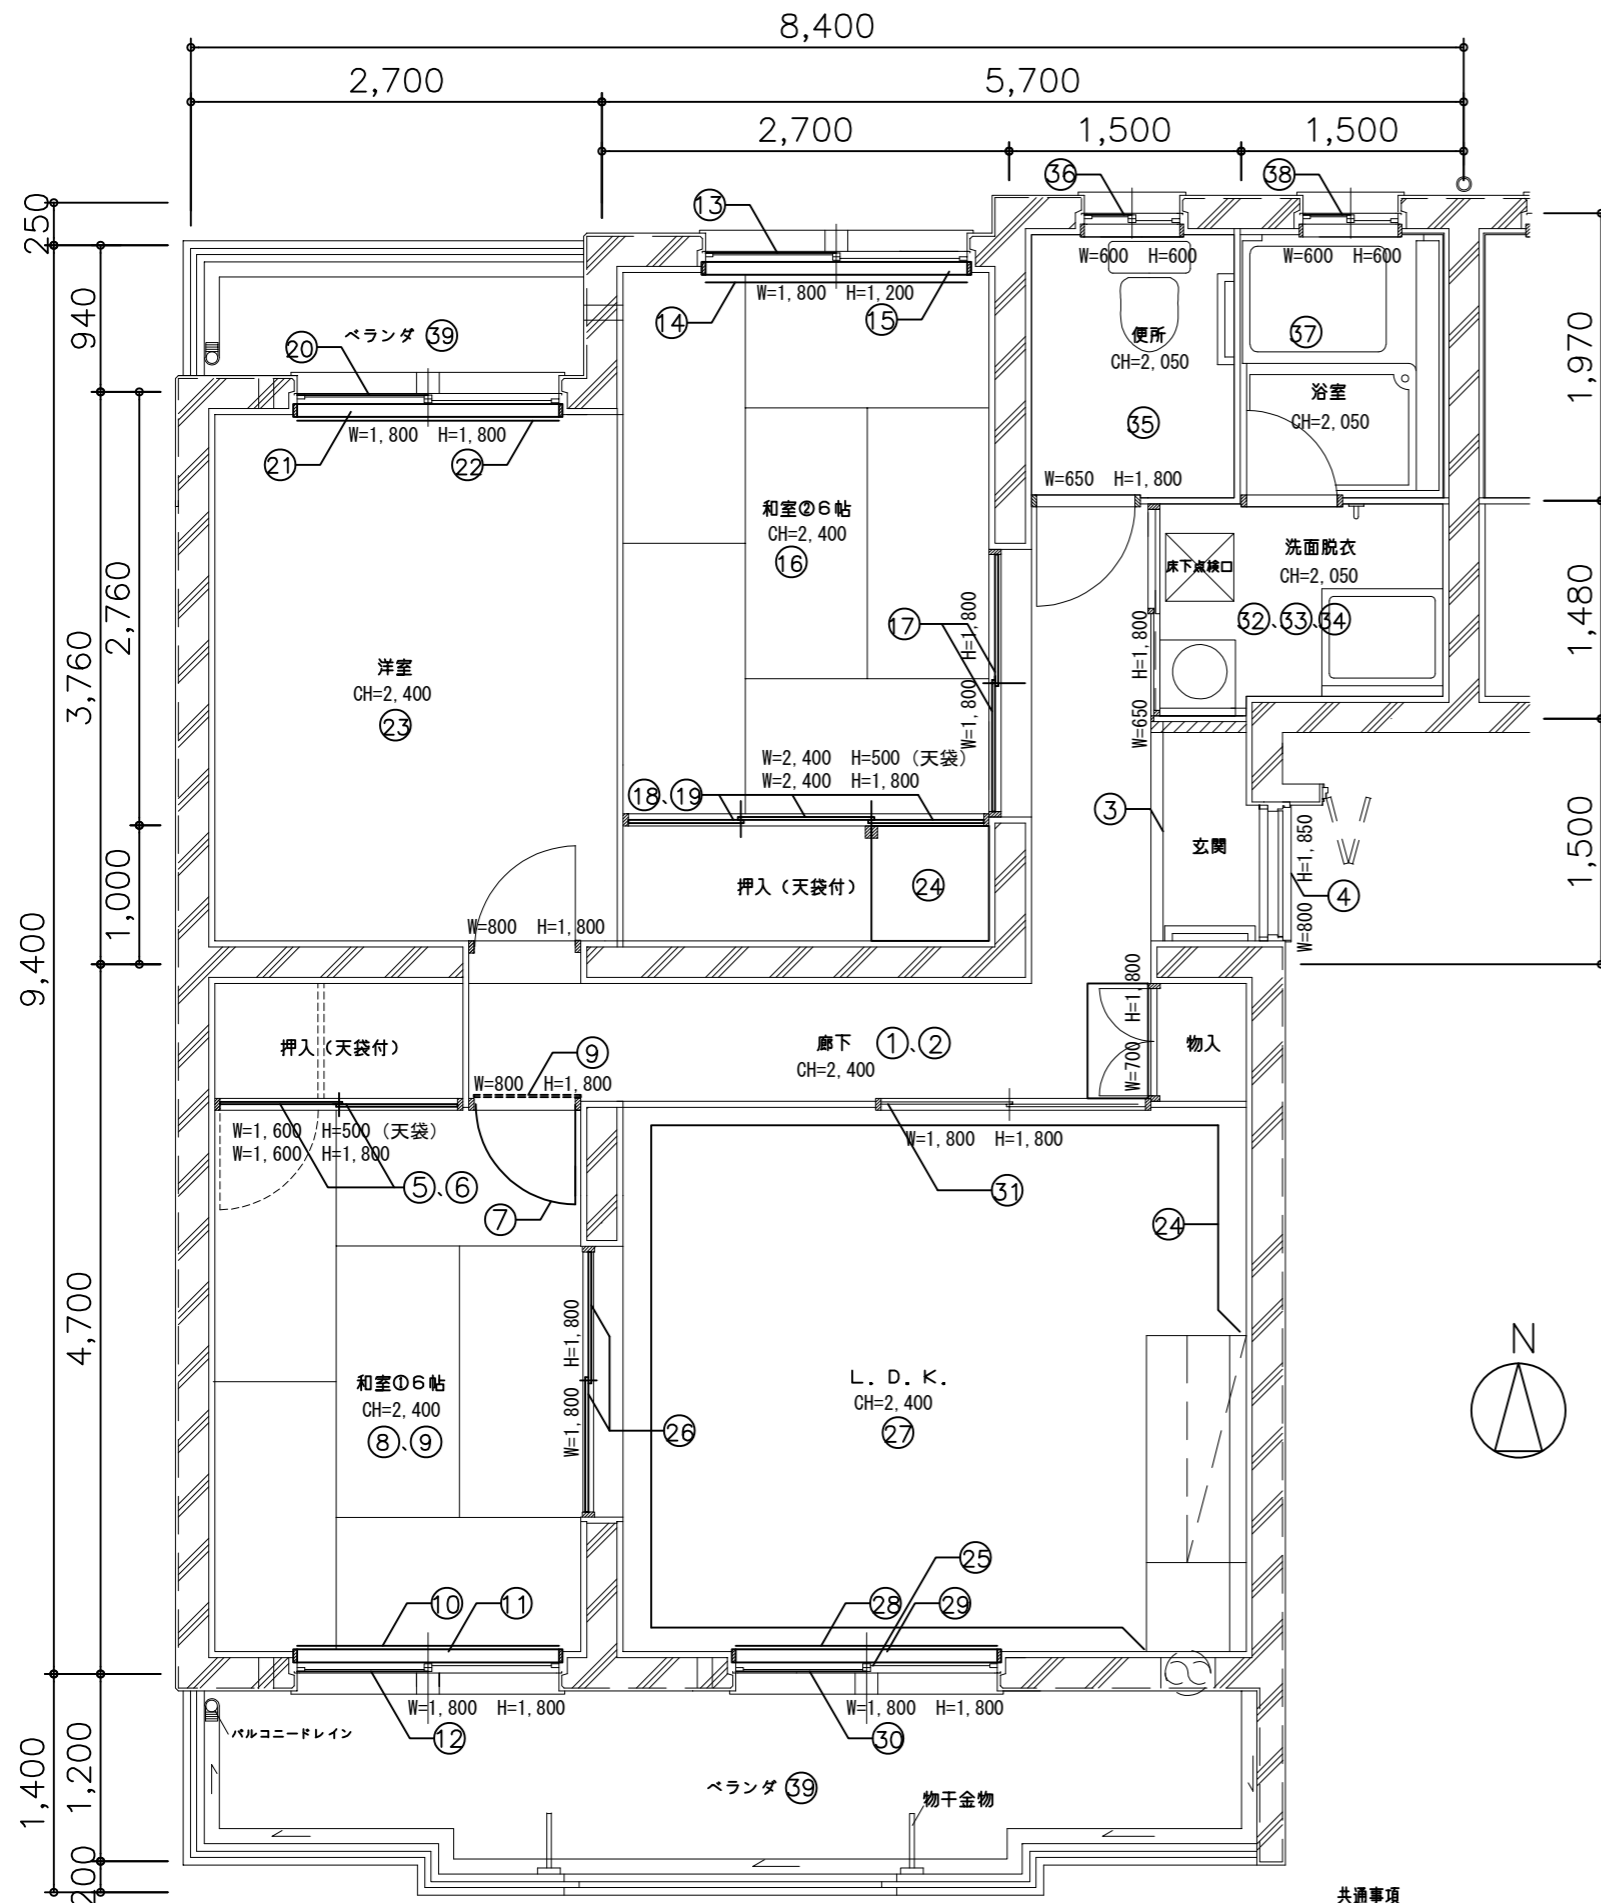 8,400
2,700
5,700
2,700
1,500
1,500
250
940
3,760
2,760
1,000
9,400
4,700
1,400
1,200
200
1,970
1,480
1,500
⑬
㊱
㊳
W=1,800 H=1,200
⑭
⑮
W=600 H=600
W=600 H=600
ベランダ ㊴
⑳
W=1,800 H=1,800
㉑
㉒
便所
CH=2,050
㉟
㊲
浴室
CH=2,050
W=650 H=1,800
和室②6帖
CH=2,400
⑯
⑰
W=1,800 H=1,800
洗面脱衣
CH=2,050
床下点検口
㉜、㉝、㉞
W=650 H=1,800
洋室
CH=2,400
㉓
W=2,400 H=500(天袋)
W=2,400 H=1,800
⑱、⑲
③
玄関
④
W=800 H=1,850
押入(天袋付)
㉔
W=800 H=1,800
押入(天袋付)
⑨
W=800 H=1,800
廊下 ①、②
CH=2,400
W=700 H=1,800
物入
W=1,600 H=500(天袋)
W=1,600 H=1,800
⑤、⑥
⑦
W=1,800 H=1,800
㉛
㉔
W=1,800 H=1,800
㉖
和室①6帖
CH=2,400
⑧、⑨
L.D.K.
CH=2,400
㉗
N
⑩
⑪
㉕
㉘
㉙
W=1,800 H=1,800
⑫
W=1,800 H=1,800
㉚
バルコニードレイン
ベランダ ㊴
物干金物
共通事項